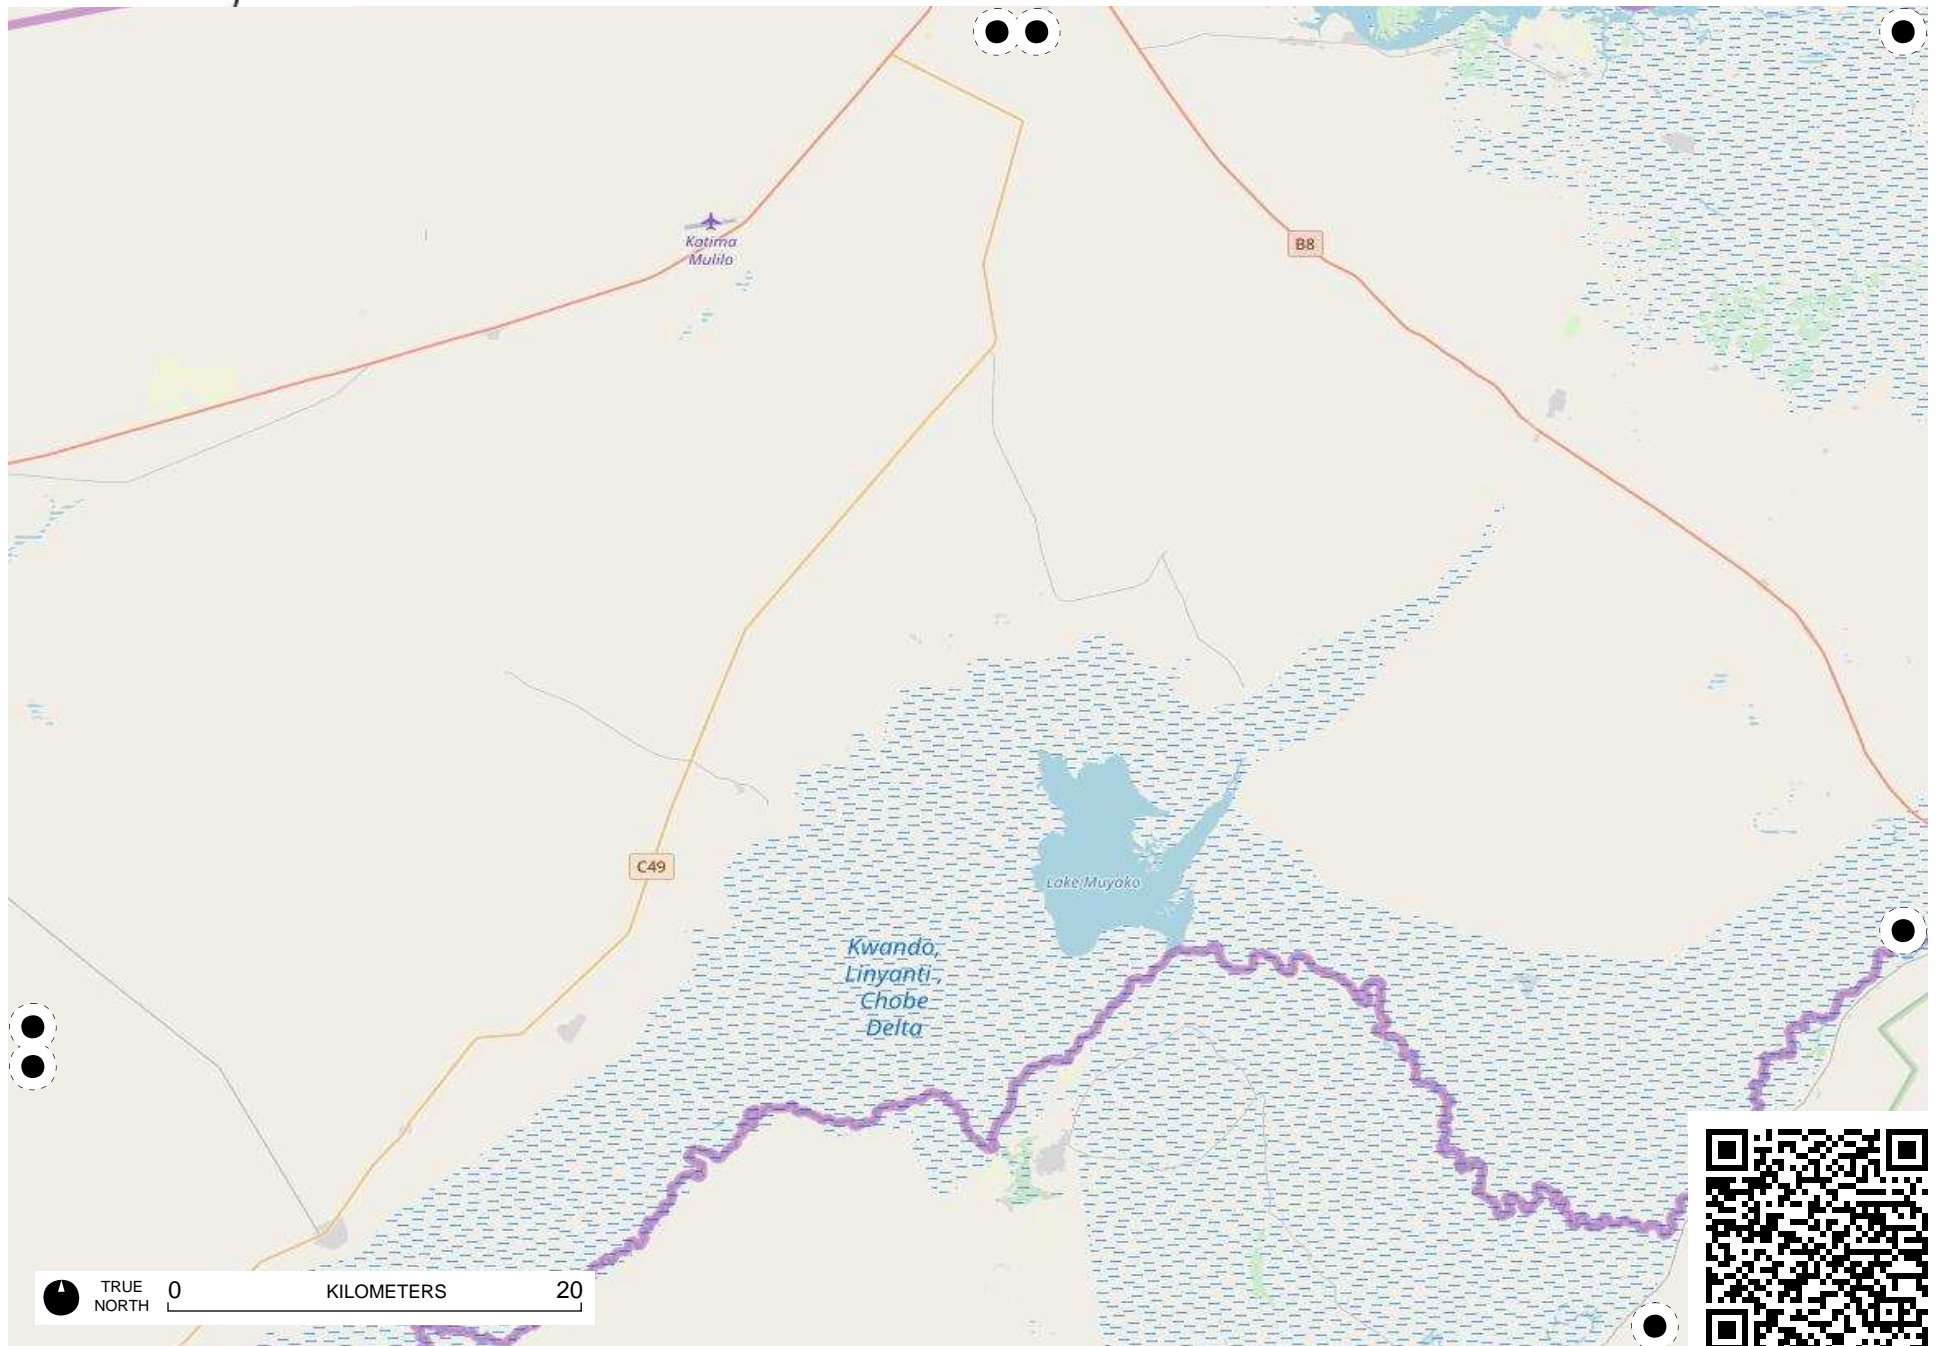 Katima
Mulilo
B8
C49
Lake Muyako
Kwando,
Linyanti-,
Chobe
Delta
TRUE
NORTH
0 KILOMETERS 20